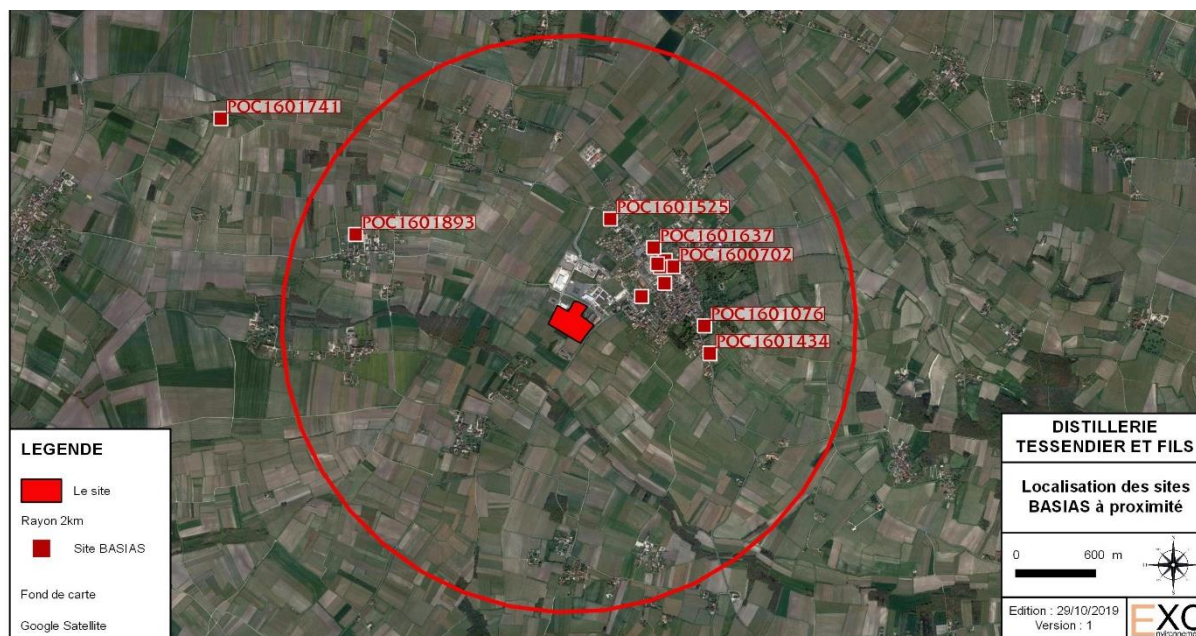 POC1601741
POC1601893
POC1601525
POC1601637
POC1600702
POC1601076
POC1601434
LEGENDE
Le site
Rayon 2km
Site BASIAS
Fond de carte
Google Satellite
DISTILLERIE
TESSENDIER ET FILS
Localisation des sites
BASIAS à proximité
0 600 m
Edition : 29/10/2019
Version : 1
EXO